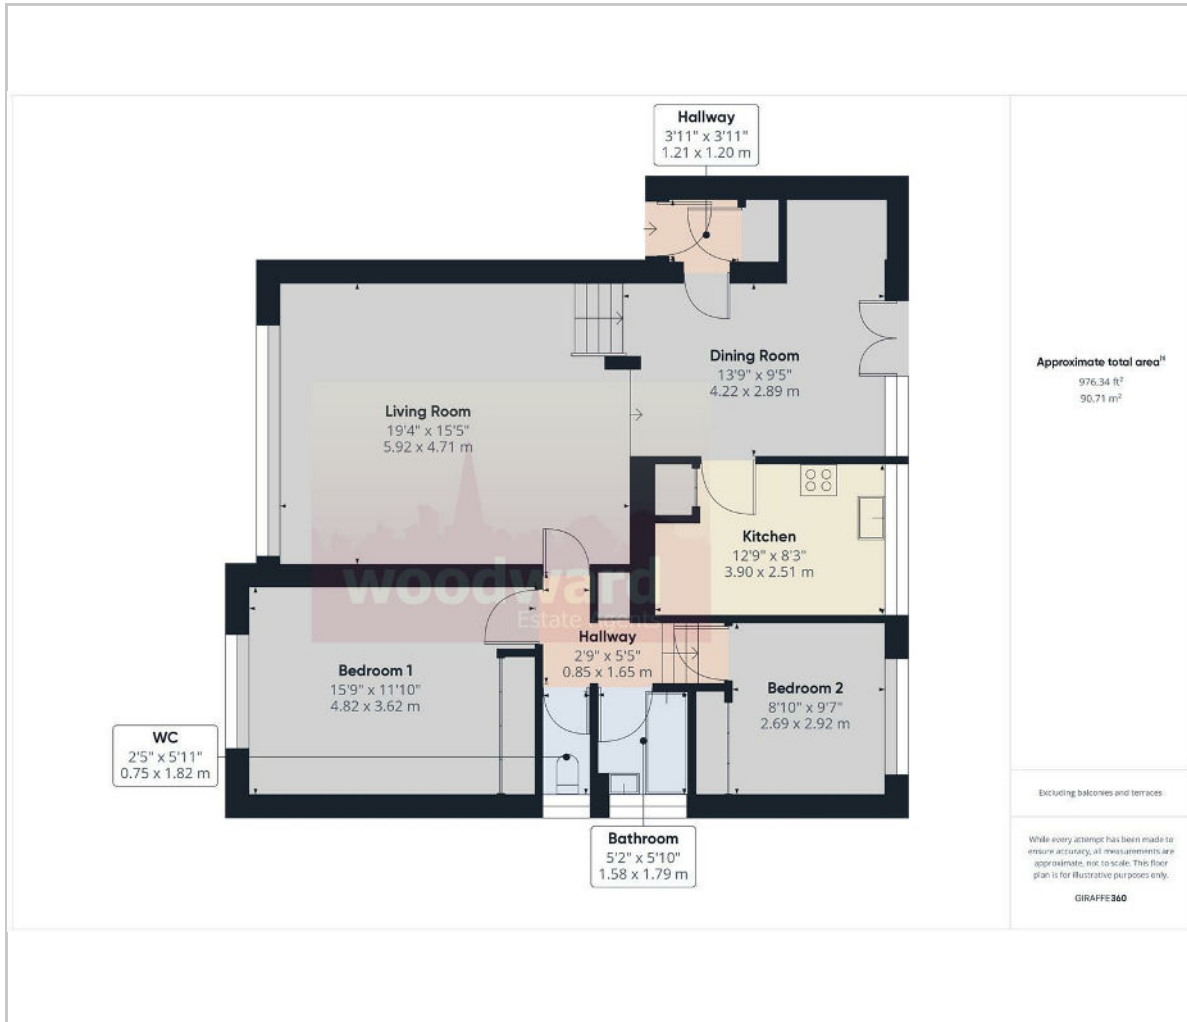 Hallway
3'11" x 3'11"
1.21 x 1.20 m
Dining Room
13'9" x 9'5"
4.22 x 2.89 m
Living Room
19'4" x 15'5"
5.92 x 4.71 m
Kitchen
12'9" x 8'3"
3.90 x 2.51 m
woodward
Estate Agents
Hallway
2'9" x 5'5"
0.85 x 1.65 m
Bedroom 1
15'9" x 11'10"
4.82 x 3.62 m
Bedroom 2
8'10" x 9'7"
2.69 x 2.92 m
WC
2'5" x 5'11"
0.75 x 1.82 m
Bathroom
5'2" x 5'10"
1.58 x 1.79 m
Approximate total area
976.34 ft²
90.71 m²
Excluding balconies and terraces
While every attempt has been made to
ensure accuracy, all measurements are
approximate, not to scale. This floor
plan is for illustrative purposes only.
GIRAFFE360